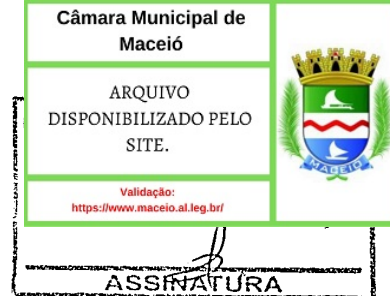 Câmara Municipal de
Maceió
ARQUIVO
DISPONIBILIZADO PELO
SITE.
Validação:
https://www.maceio.al.leg.br/
MACEIÓ
ASSINATURA